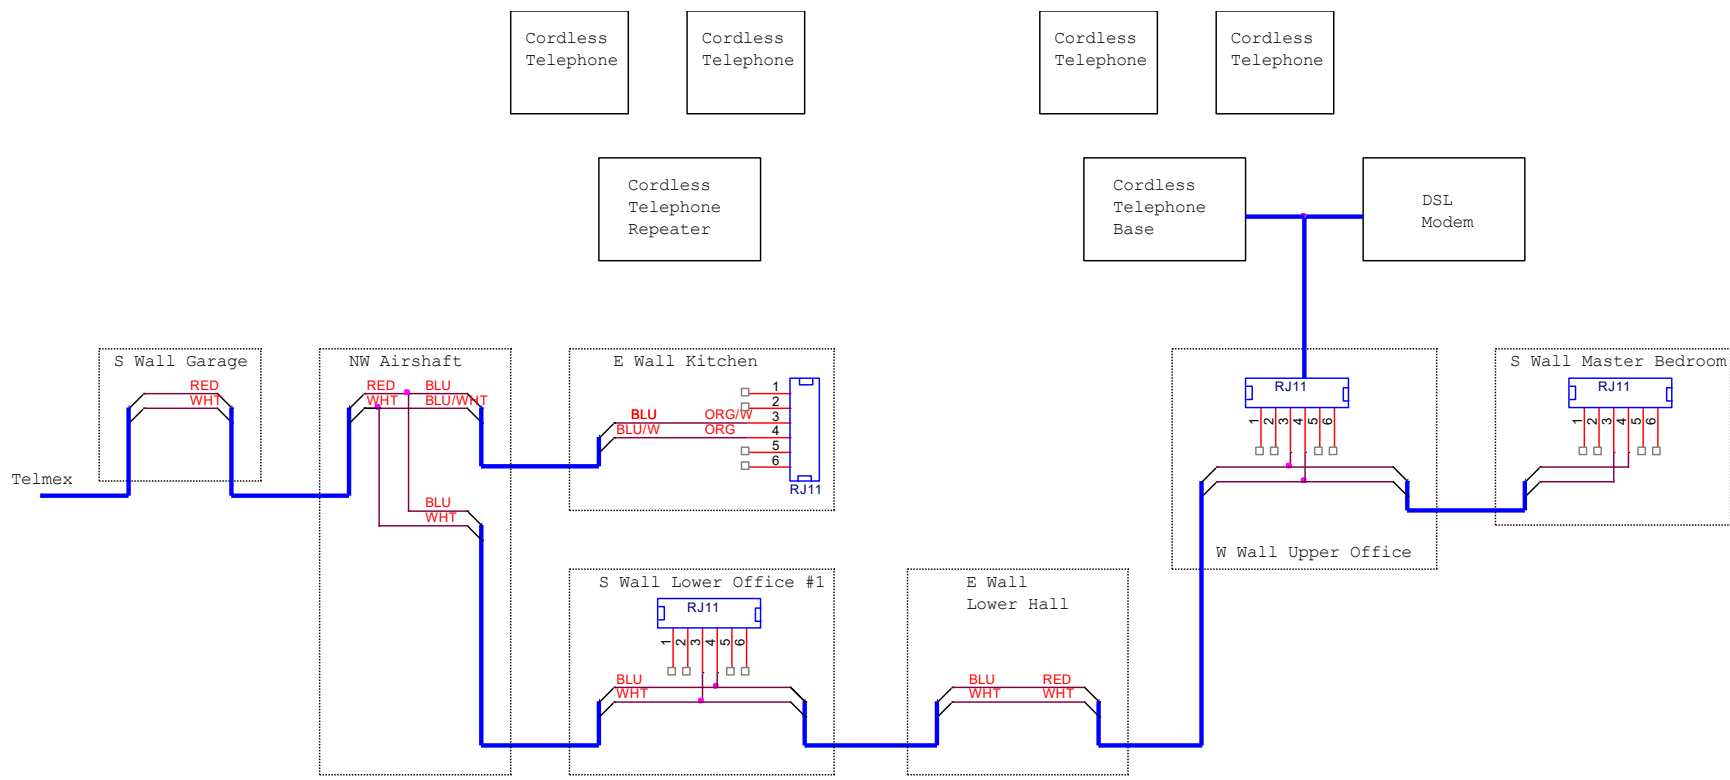 Cordless
Telephone
Cordless
Telephone
Cordless
Telephone
Cordless
Telephone
Cordless
Telephone
Repeater
Cordless
Telephone
Base
DSL
Modem
S Wall Garage
RED
WHT
Telmex
NW Airshaft
RED BLU
WHT BLU/WHT
BLU
WHT
E Wall Kitchen
1
2
BLU ORG/W 3
BLU/W ORG 4
5
6
RJ11
W Wall Upper Office
RJ11
1 2 3 4 5 6
S Wall Master Bedroom
RJ11
1 2 3 4 5 6
S Wall Lower Office #1
RJ11
1 2 3 4 5 6
BLU
WHT
E Wall
Lower Hall
BLU RED
WHT WHT